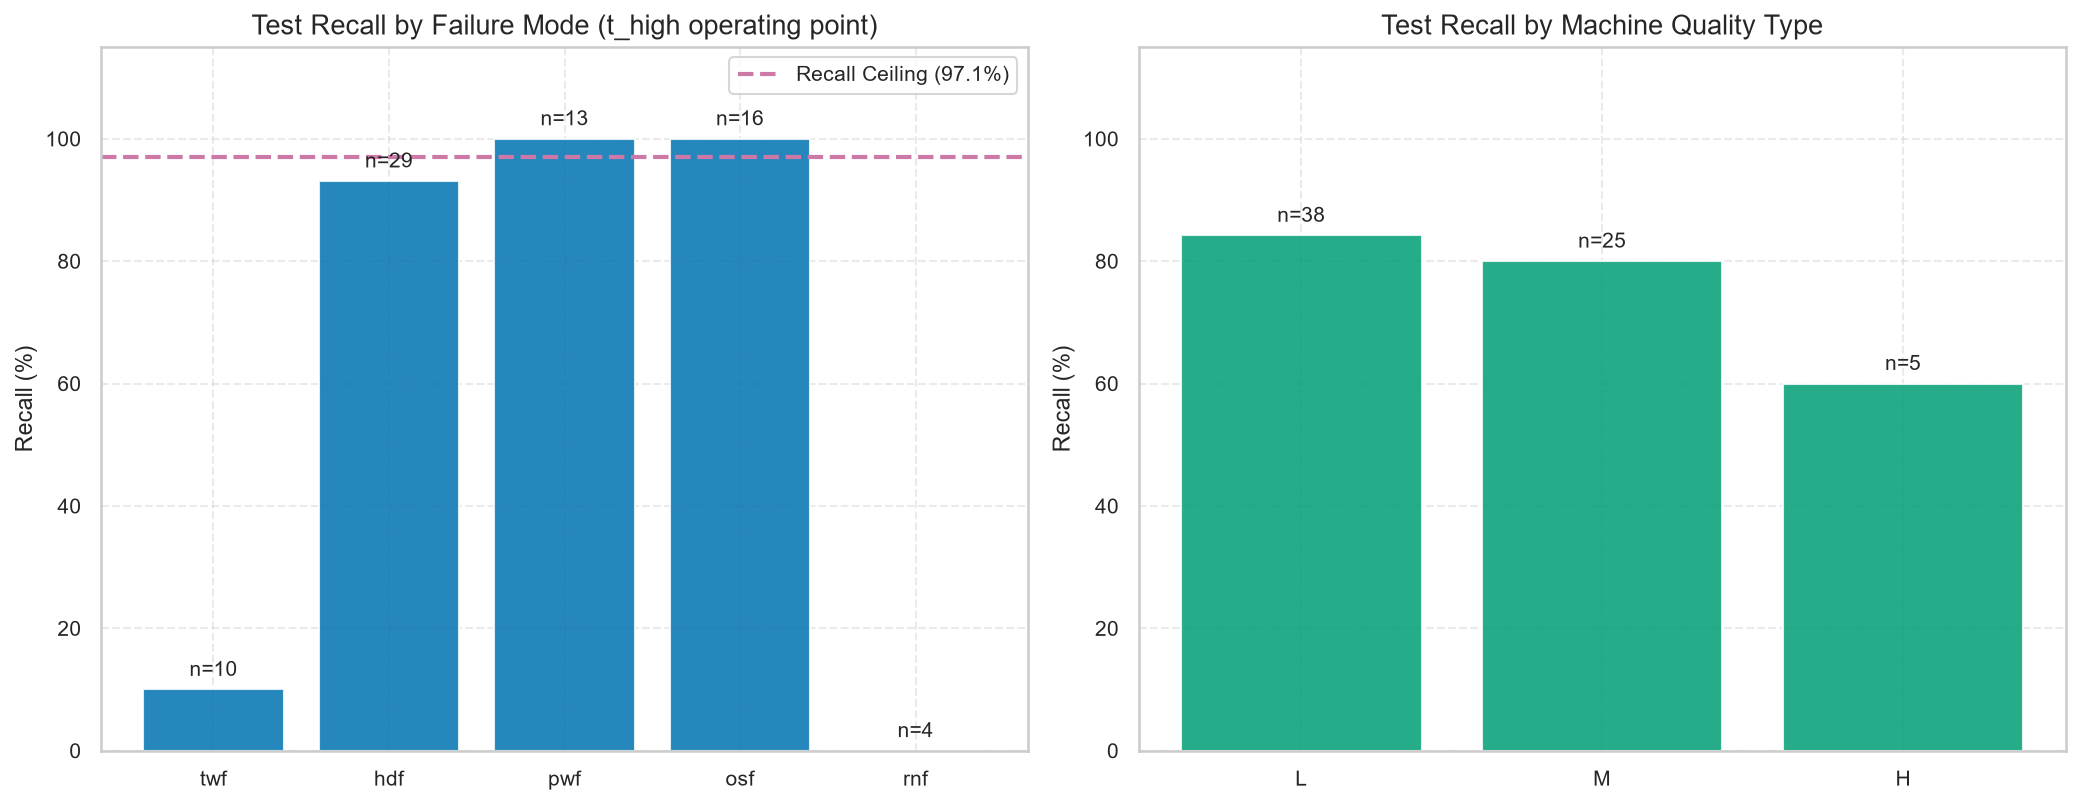 Test Recall by Failure Mode (t_high operating point)
Recall Ceiling (97.1%)
Recall (%)
100
80
60
40
20
0
n=10
n=29
n=13
n=16
n=4
twf
hdf
pwf
osf
rnf
Test Recall by Machine Quality Type
Recall (%)
100
80
60
40
20
0
n=38
n=25
n=5
L
M
H